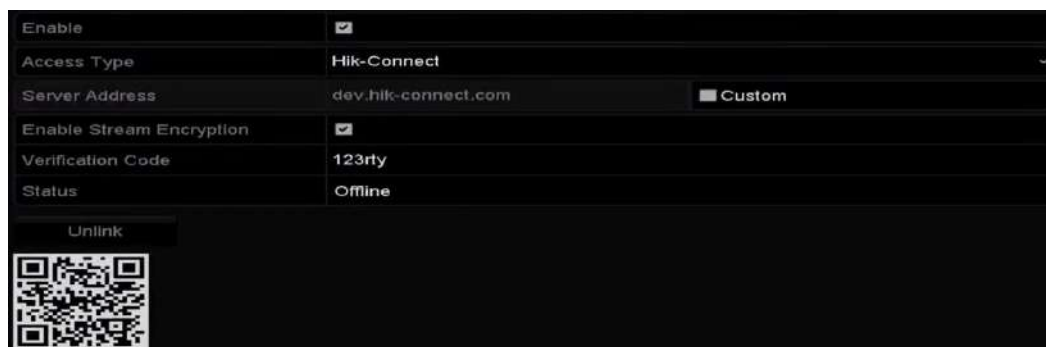 Enable
Access Type Hik-Connect
Server Address dev.hik-connect.com Custom
Enable Stream Encryption
Verification Code 123rty
Status Offline
Unlink